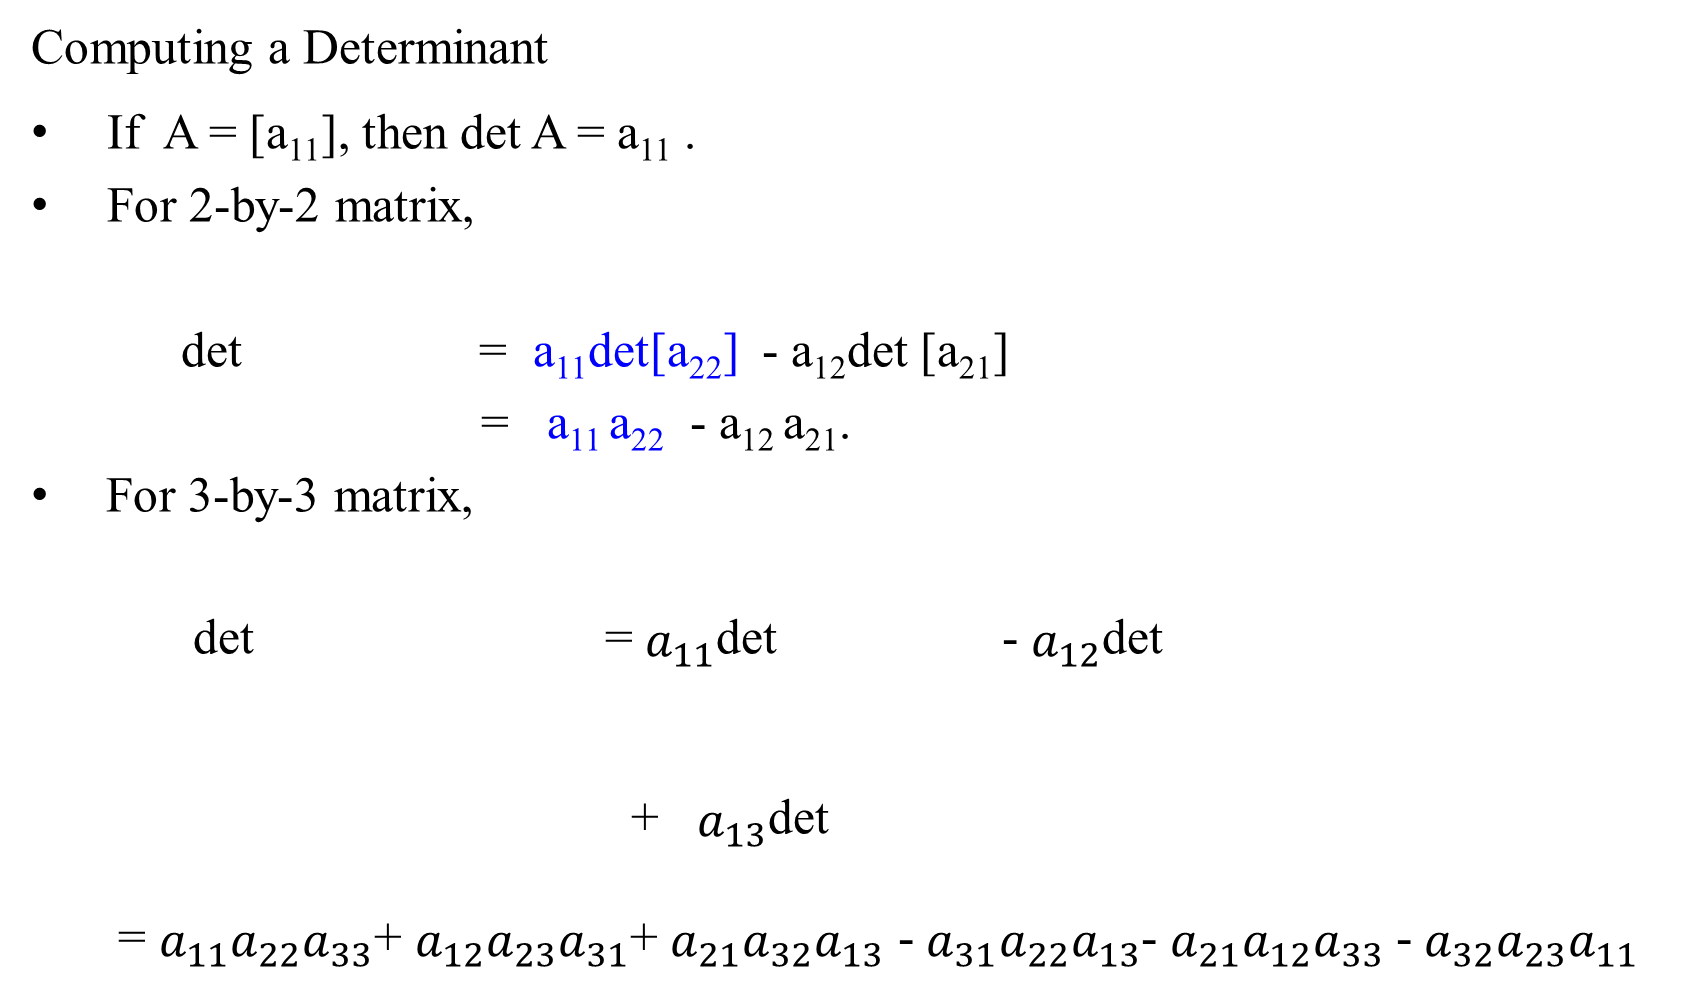 Computing a Determinant
• If A = [a₁₁], then det A = a₁₁ .
• For 2-by-2 matrix,
det = a₁₁det[a₂₂] - a₁₂det [a₂₁]
= a₁₁ a₂₂ - a₁₂ a₂₁.
• For 3-by-3 matrix,
det = 𝑎₁₁det - 𝑎₁₂det
+ 𝑎₁₃det
= 𝑎₁₁𝑎₂₂𝑎₃₃+ 𝑎₁₂𝑎₂₃𝑎₃₁+ 𝑎₂₁𝑎₃₂𝑎₁₃ - 𝑎₃₁𝑎₂₂𝑎₁₃- 𝑎₂₁𝑎₁₂𝑎₃₃ - 𝑎₃₂𝑎₂₃𝑎₁₁